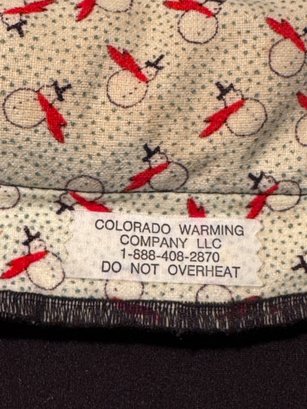 COLORADO WARMING
COMPANY LLC
1-888-408-2870
DO NOT OVERHEAT